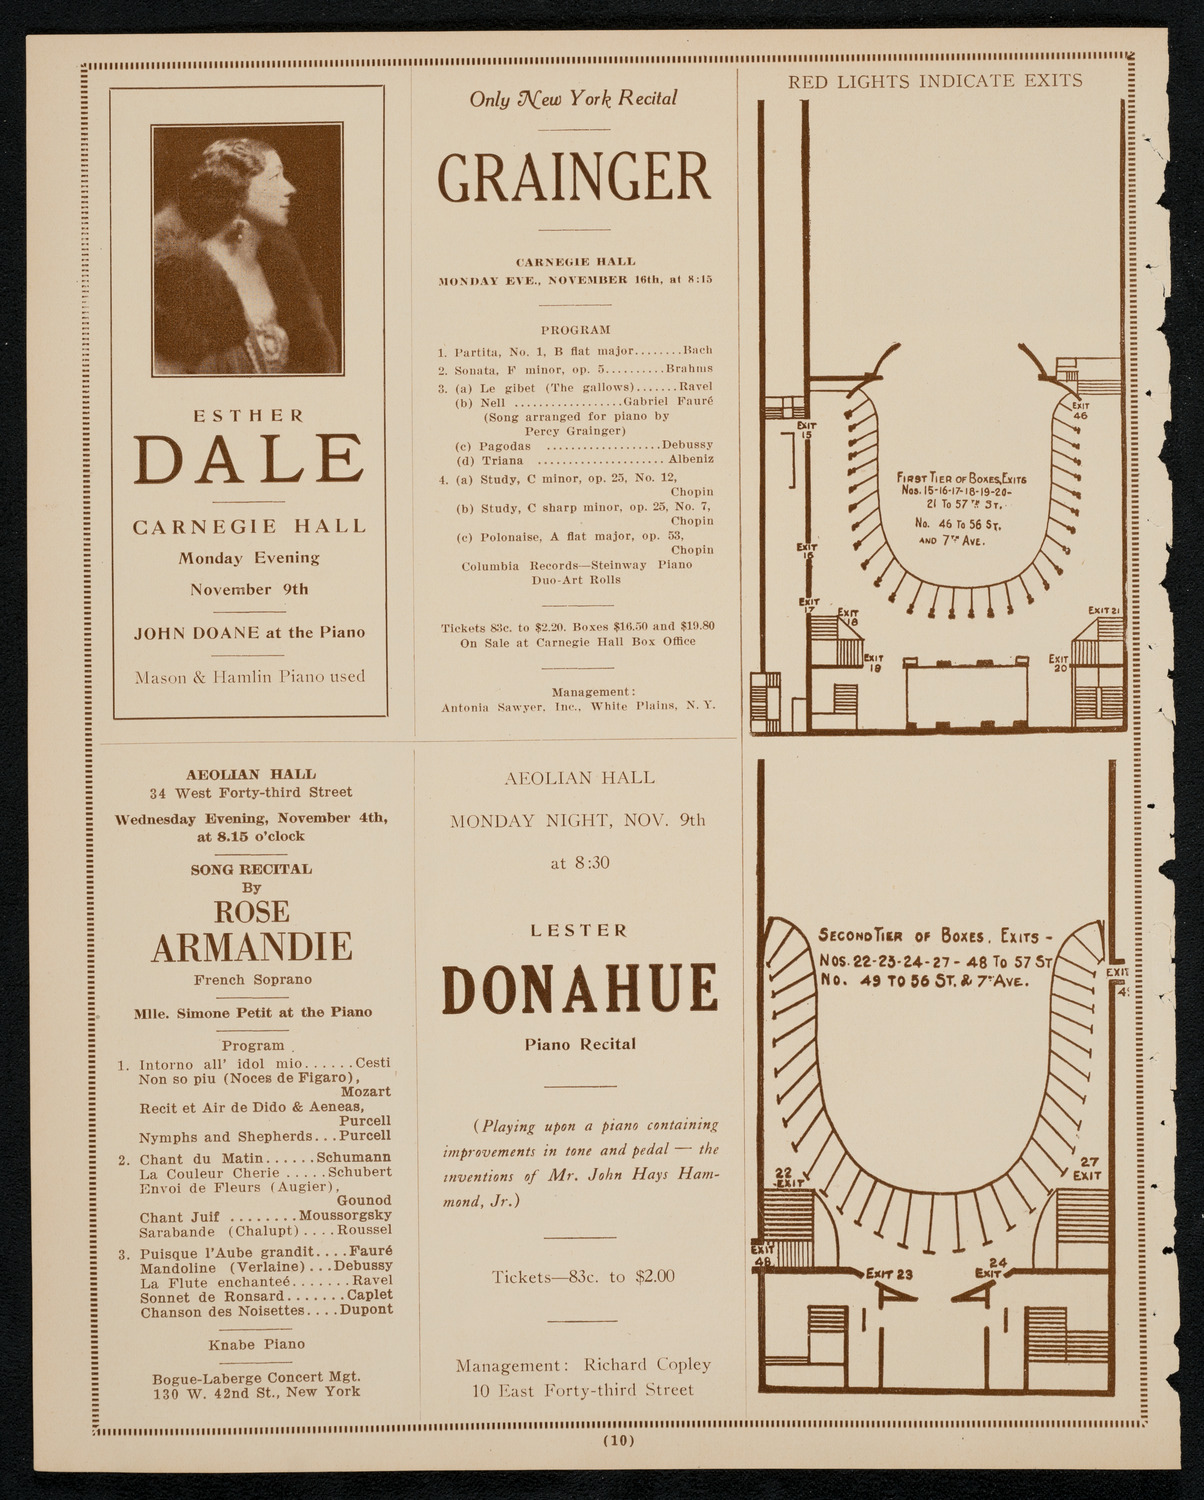 ESTHER
DALE
CARNEGIE HALL
Monday Evening
November 9th
JOHN DOANE at the Piano
Mason & Hamlin Piano used
Only New York Recital
GRAINGER
CARNEGIE HALL
MONDAY EVE., NOVEMBER 16th, at 8:15
PROGRAM
1. Partita, No. 1, B flat major........Bach
2. Sonata, F minor, op. 5..........Brahms
3. (a) Le gibet (The gallows).......Ravel
(b) Nell ..................Gabriel Fauré
(Song arranged for piano by
Percy Grainger)
(c) Pagodas ...................Debussy
(d) Triana ..................... Albeniz
4. (a) Study, C minor, op. 25, No. 12,
Chopin
(b) Study, C sharp minor, op. 25, No. 7,
Chopin
(c) Polonaise, A flat major, op. 53,
Chopin
Columbia Records—Steinway Piano
Duo-Art Rolls
Tickets 83c. to $2.20. Boxes $16.50 and $19.80
On Sale at Carnegie Hall Box Office
Management:
Antonia Sawyer, Inc., White Plains, N. Y.
RED LIGHTS INDICATE EXITS
EXIT
46
EXIT
15
FIRST TIER OF BOXES, EXITS
NOS. 15-16-17-18-19-20-
21 TO 57TH ST.
NO. 46 TO 56 ST.
AND 7TH AVE.
EXIT
16
EXIT
17
EXIT
18
EXIT 21
EXIT
19
EXIT
20
AEOLIAN HALL
34 West Forty-third Street
Wednesday Evening, November 4th,
at 8.15 o'clock
SONG RECITAL
By
ROSE
ARMANDIE
French Soprano
Mlle. Simone Petit at the Piano
Program
1. Intorno all' idol mio......Cesti
Non so piu (Noces de Figaro),
Mozart
Recit et Air de Dido & Aeneas,
Purcell
Nymphs and Shepherds...Purcell
2. Chant du Matin......Schumann
La Couleur Cherie .....Schubert
Envoi de Fleurs (Augier),
Gounod
Chant Juif ........Moussorgsky
Sarabande (Chalupt)....Roussel
3. Puisque l'Aube grandit....Fauré
Mandoline (Verlaine)...Debussy
La Flute enchanteé.......Ravel
Sonnet de Ronsard.......Caplet
Chanson des Noisettes....Dupont
Knabe Piano
Bogue-Laberge Concert Mgt.
130 W. 42nd St., New York
AEOLIAN HALL
MONDAY NIGHT, NOV. 9th
at 8:30
LESTER
DONAHUE
Piano Recital
(Playing upon a piano containing
improvements in tone and pedal — the
inventions of Mr. John Hays Ham-
mond, Jr.)
Tickets—83c. to $2.00
Management: Richard Copley
10 East Forty-third Street
SECOND TIER OF BOXES, EXITS -
NOS. 22-23-24-27-48 TO 57 ST
NO. 49 TO 56 ST. & 7TH AVE.
EXIT
22
EXIT
27
EXIT
EXIT
48
EXIT 23
24
EXIT
(10)